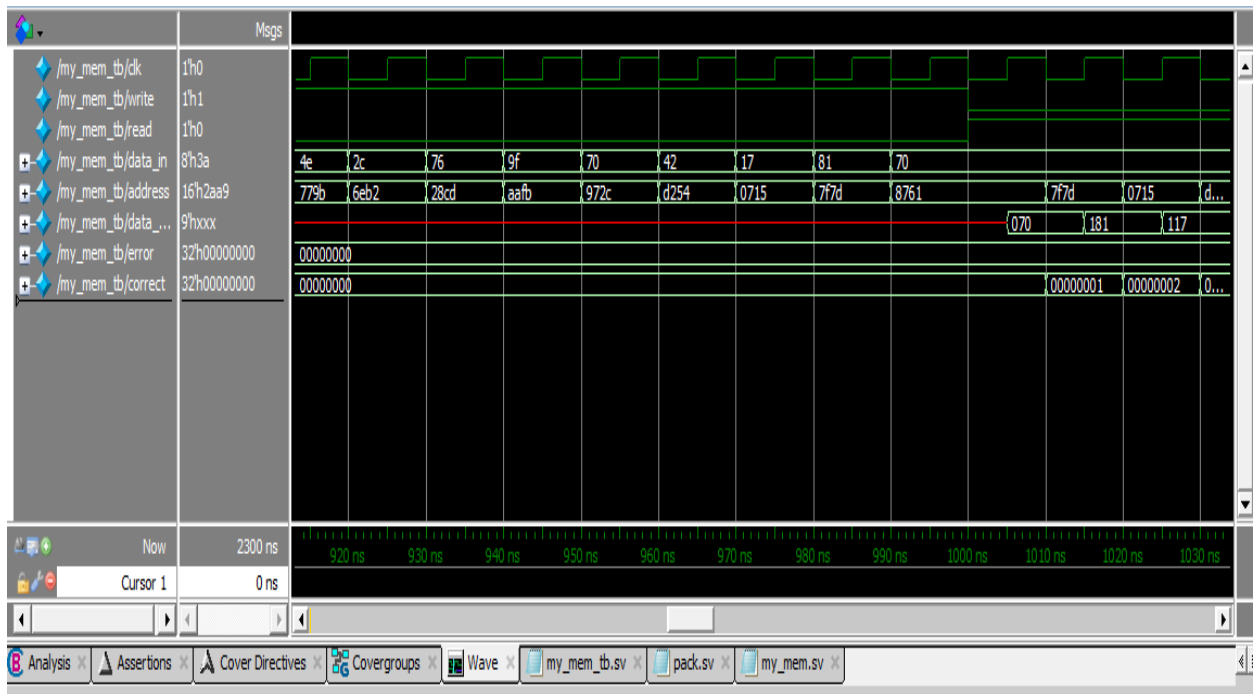 Msgs
/my_mem_tb/clk 1'h0
/my_mem_tb/write 1'h1
/my_mem_tb/read 1'h0
/my_mem_tb/data_in 8'h3a 4e 2c 76 9f 70 42 17 81 70
/my_mem_tb/address 16'h2aa9 779b 6eb2 28cd aafb 972c d254 0715 7f7d 8761 7f7d 0715 d...
/my_mem_tb/data_... 9'hxxx 070 181 117
/my_mem_tb/error 32'h00000000 00000000
/my_mem_tb/correct 32'h00000000 00000000 00000001 00000002 0...
Now 2300 ns 920 ns 930 ns 940 ns 950 ns 960 ns 970 ns 980 ns 990 ns 1000 ns 1010 ns 1020 ns 1030 ns
Cursor 1 0 ns
Analysis Assertions Cover Directives Covergroups Wave my_mem_tb.sv pack.sv my_mem.sv